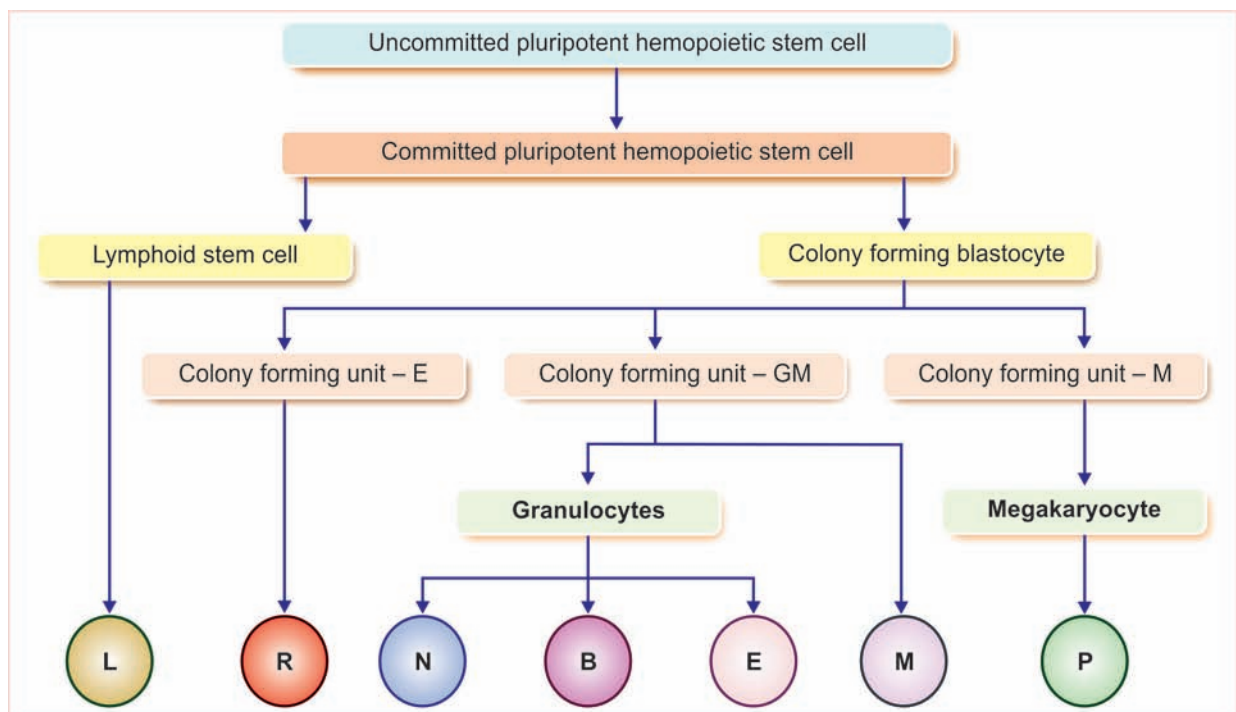 Uncommitted pluripotent hemopoietic stem cell
Committed pluripotent hemopoietic stem cell
Lymphoid stem cell
Colony forming blastocyte
Colony forming unit – E
Colony forming unit – GM
Colony forming unit – M
Granulocytes
Megakaryocyte
L
R
N
B
E
M
P